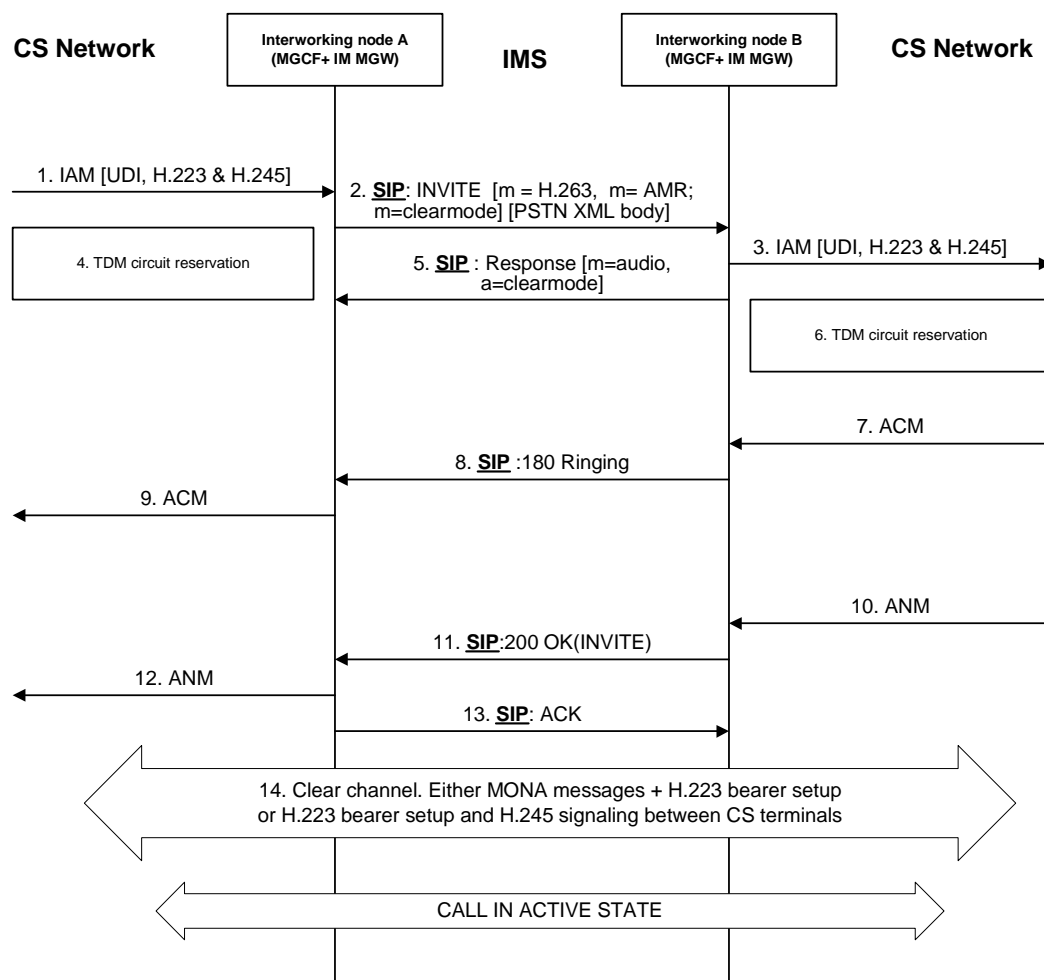 CS Network
Interworking node A
(MGCF+ IM MGW)
IMS
Interworking node B
(MGCF+ IM MGW)
CS Network
1. IAM [UDI, H.223 & H.245]
2. SIP: INVITE [m = H.263, m= AMR;
m=clearmode] [PSTN XML body]
3. IAM [UDI, H.223 & H.245]
4. TDM circuit reservation
5. SIP : Response [m=audio,
a=clearmode]
6. TDM circuit reservation
7. ACM
8. SIP :180 Ringing
9. ACM
10. ANM
11. SIP:200 OK(INVITE)
12. ANM
13. SIP: ACK
14. Clear channel. Either MONA messages + H.223 bearer setup
or H.223 bearer setup and H.245 signaling between CS terminals
CALL IN ACTIVE STATE